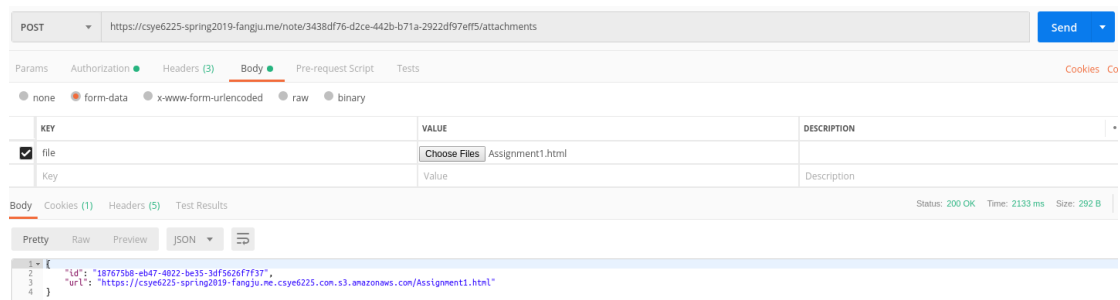 POST https://csye6225-spring2019-fangju.me/note/3438df76-d2ce-442b-b71a-2922df97eff5/attachments Send
Params Authorization Headers (3) Body Pre-request Script Tests Cookies Co
none form-data x-www-form-urlencoded raw binary
KEY VALUE DESCRIPTION
file Choose Files Assignment1.html
Key Value Description
Body Cookies (1) Headers (5) Test Results Status: 200 OK Time: 2133 ms Size: 292 B
Pretty Raw Preview JSON
1 {
2 "id": "187675b8-eb47-4022-be35-3df5626f7f37",
3 "url": "https://csye6225-spring2019-fangju.me.csye6225.com.s3.amazonaws.com/Assignment1.html"
4 }